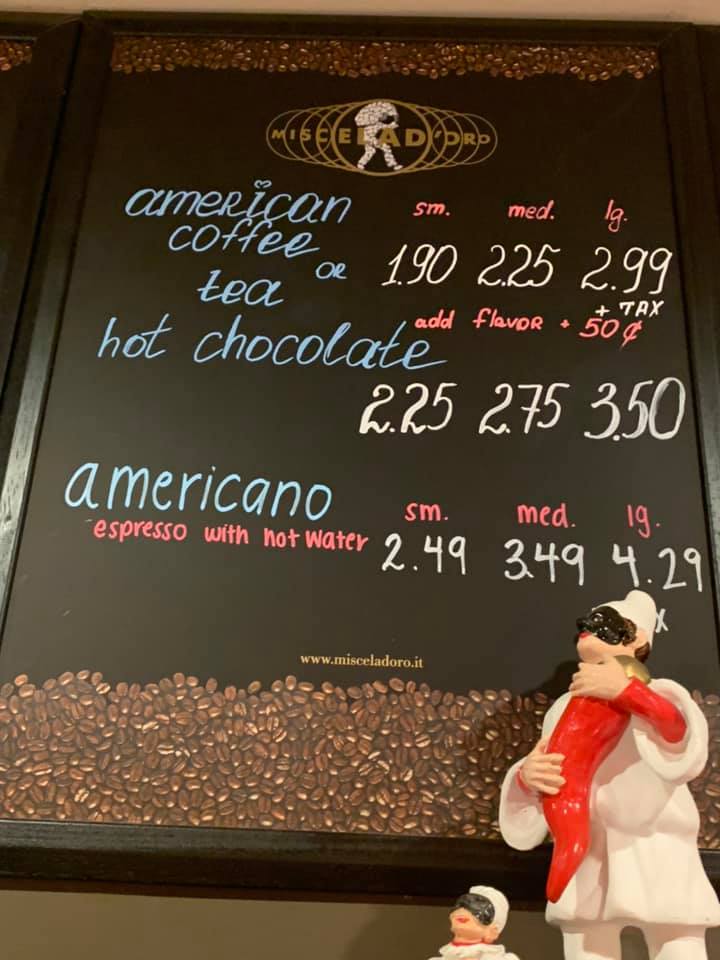 MISCELAD'ORO
american sm. med. lg.
coffee
or 1.90 2.25 2.99
tea
+ TAX
add flavor + 50¢
hot chocolate
2.25 2.75 3.50
americano sm. med. lg.
espresso with hot water 2.49 3.49 4.29
www.misceladoro.it